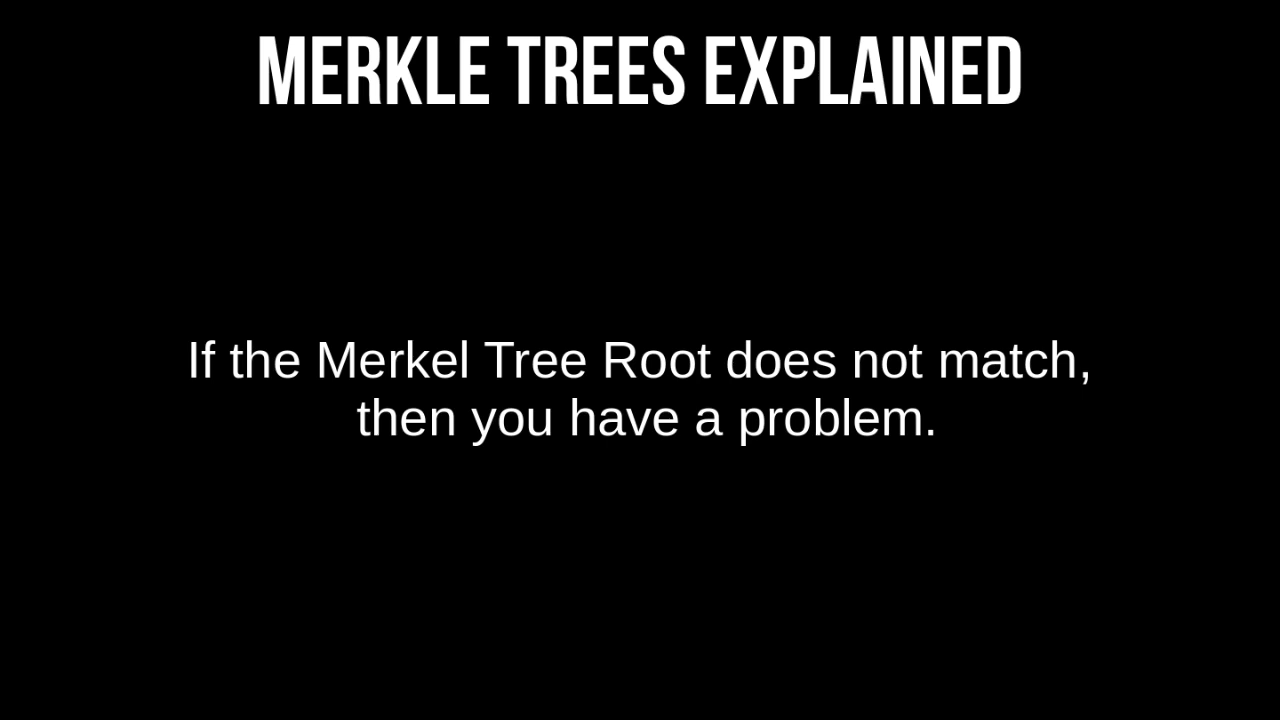 MERKLE TREES EXPLAINED
If the Merkel Tree Root does not match,
then you have a problem.